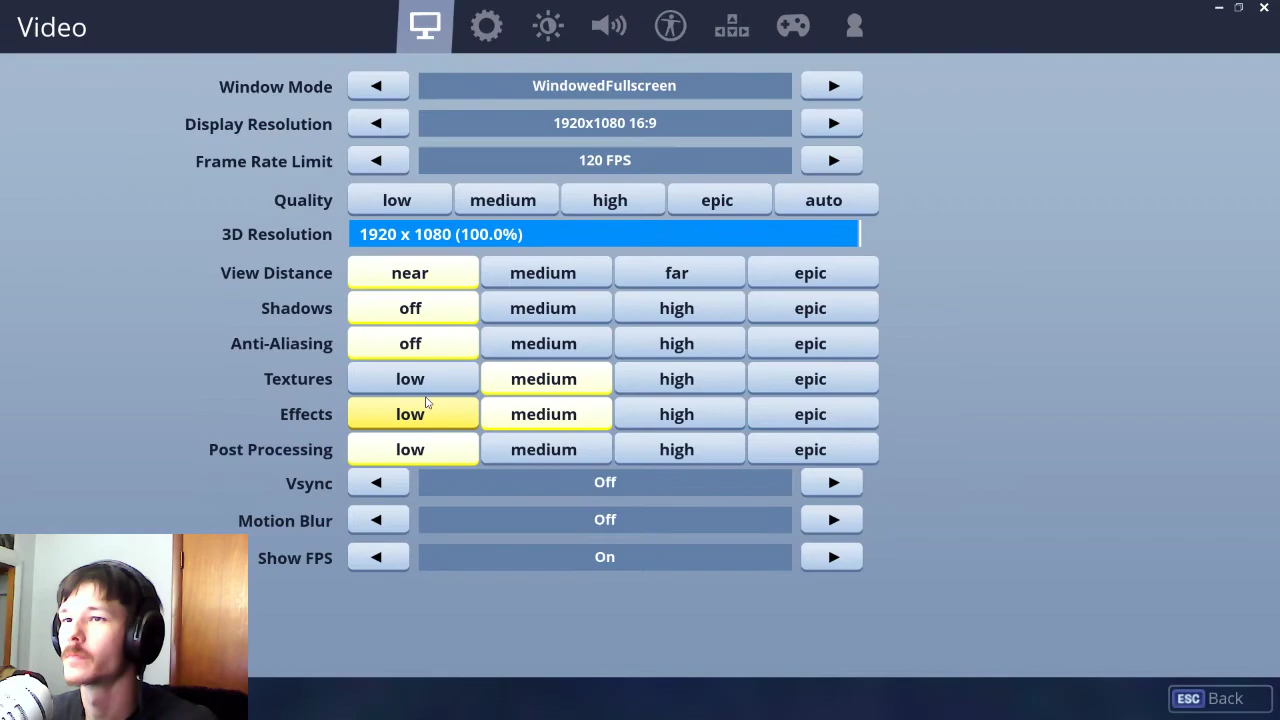 Video
Window Mode WindowedFullscreen
Display Resolution 1920x1080 16:9
Frame Rate Limit 120 FPS
Quality low medium high epic auto
3D Resolution 1920 x 1080 (100.0%)
View Distance near medium far epic
Shadows off medium high epic
Anti-Aliasing off medium high epic
Textures low medium high epic
Effects low medium high epic
Post Processing low medium high epic
Vsync Off
Motion Blur Off
Show FPS On
ESC Back